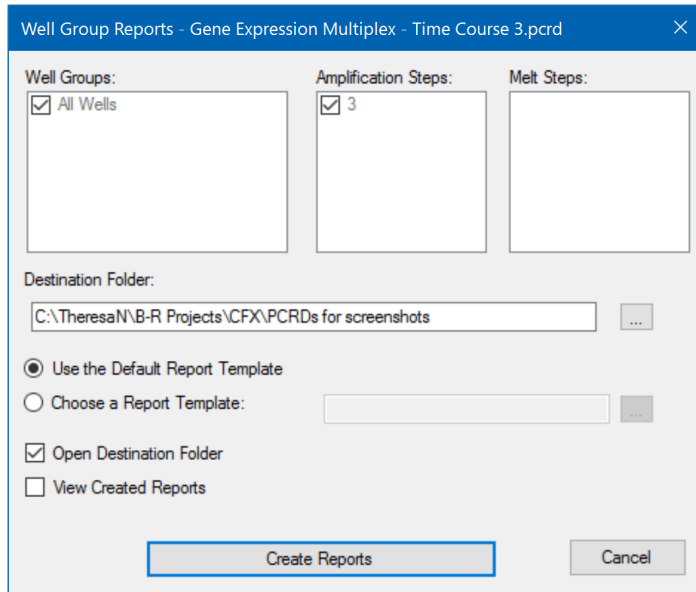 Well Group Reports - Gene Expression Multiplex - Time Course 3.pcrd
Well Groups:
All Wells
Amplification Steps:
3
Melt Steps:
Destination Folder:
C:\TheresaN\B-R Projects\CFX\PCRDs for screenshots
...
Use the Default Report Template
Choose a Report Template:
...
Open Destination Folder
View Created Reports
Create Reports
Cancel